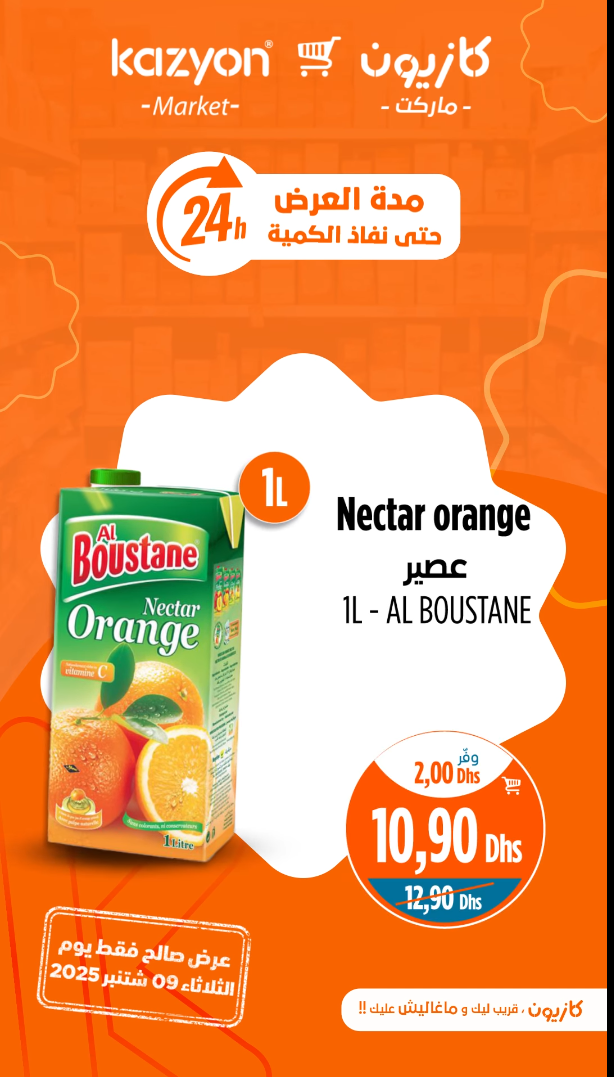 kazyon®
-Market-
كازيون
- ماركت -
24h
مدة العرض
حتى نفاذ الكمية
1L
Nectar orange
عصير
1L - AL BOUSTANE
Al
Boustane
Nectar
Orange
vitamine C
1 Litre
وفّر
2,00 Dhs
10,90 Dhs
12,90 Dhs
عرض صالح فقط يوم
الثلاثاء 09 شتنبر 2025
كازيون ، قريب ليك و ماغاليش عليك !!